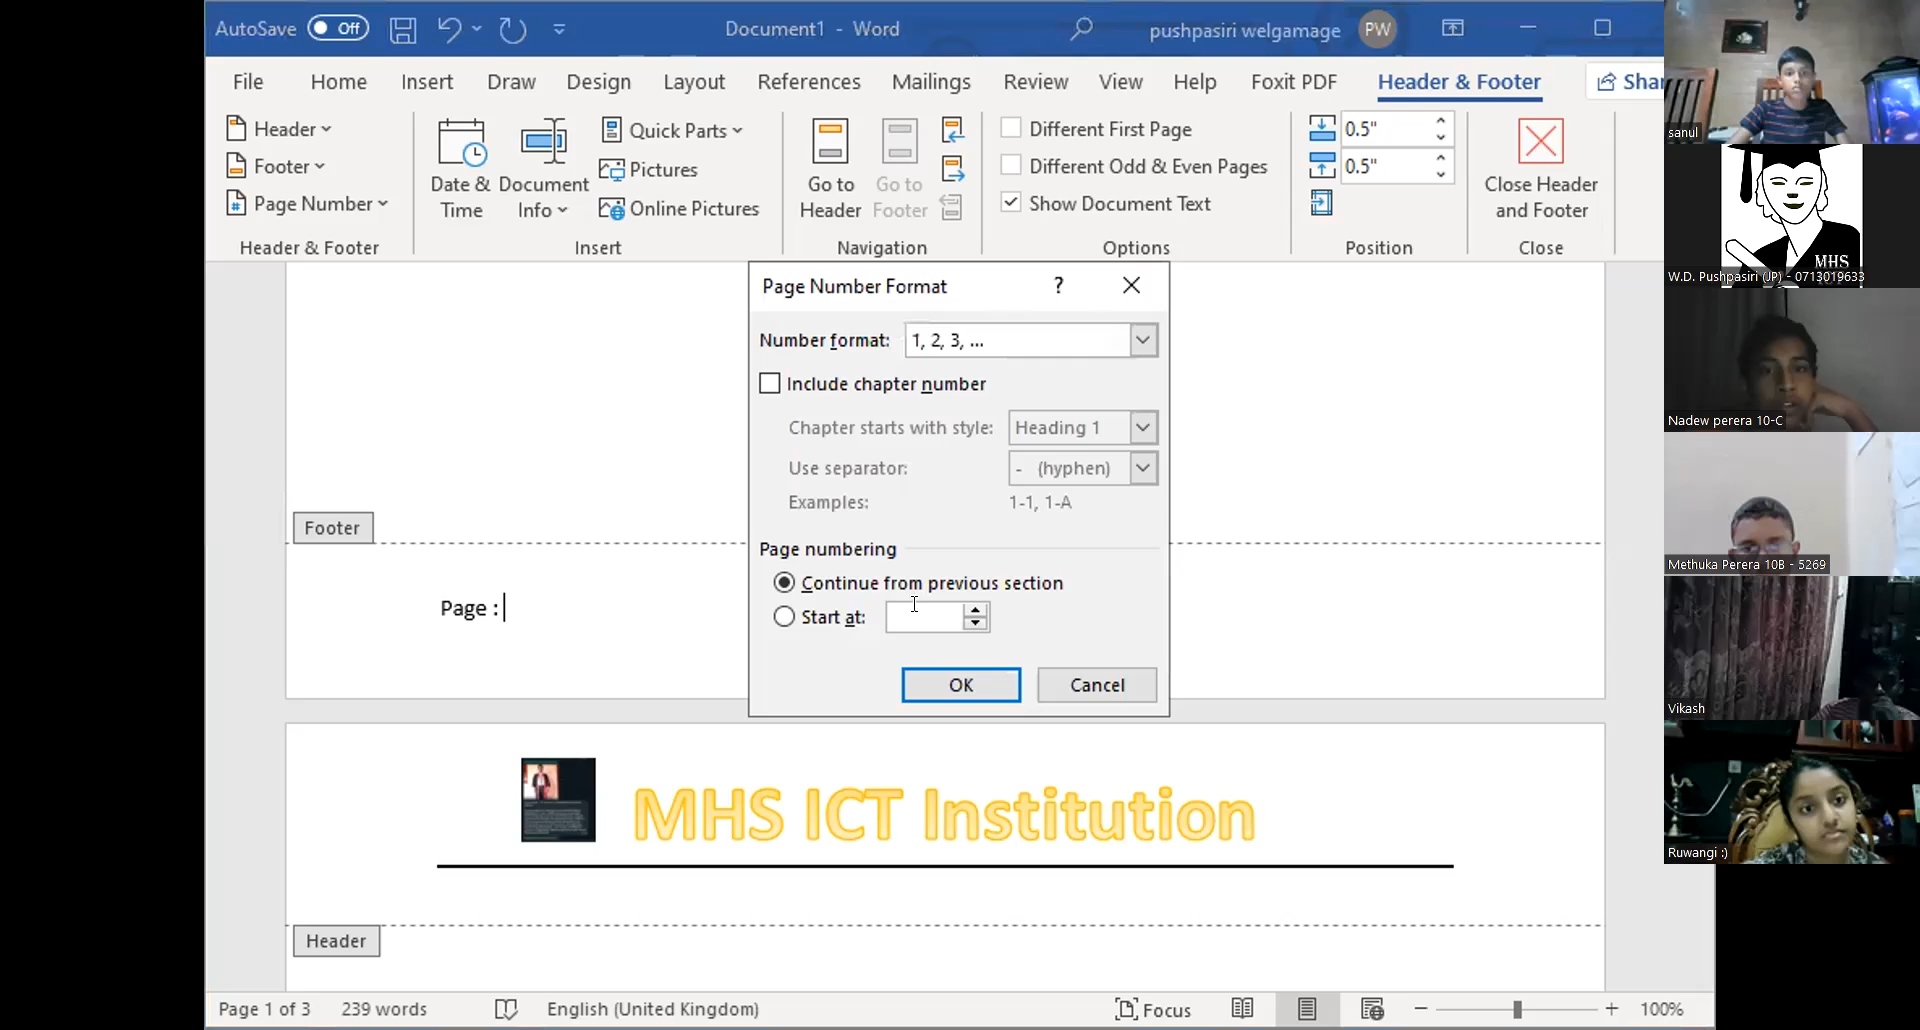 AutoSave Off Document1 - Word pushpasiri welgamage PW
File Home Insert Draw Design Layout References Mailings Review View Help Foxit PDF Header & Footer Shar
Header
Footer
Page Number
Header & Footer
Date & Time
Document Info
Quick Parts
Pictures
Online Pictures
Insert
Go to Header
Go to Footer
Navigation
Different First Page
Different Odd & Even Pages
Show Document Text
Options
0.5"
0.5"
Position
Close Header and Footer
Close
Page Number Format ?
Number format: 1, 2, 3, ...
Include chapter number
Chapter starts with style: Heading 1
Use separator: - (hyphen)
Examples: 1-1, 1-A
Page numbering
Continue from previous section
Start at:
OK Cancel
Footer
Page :
MHS ICT Institution
Header
Page 1 of 3 239 words English (United Kingdom) Focus 100%
sanul
MHS
W.D. Pushpasiri (JP) - 0713019633
Nadew perera 10-C
Methuka Perera 10B - 5269
Vikash
Ruwangi :)